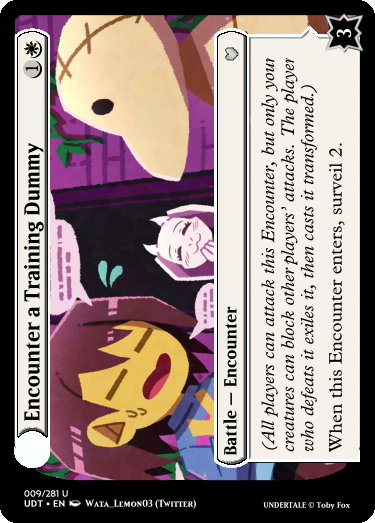 Encounter a Training Dummy
1
Battle — Encounter
(All players can attack this Encounter, but only your
creatures can block other players' attacks. The player
who defeats it exiles it, then casts it transformed.)
When this Encounter enters, surveil 2.
3
009/281 U
UDT • EN Wata_Lemon03 (Twitter)
UNDERTALE © Toby Fox